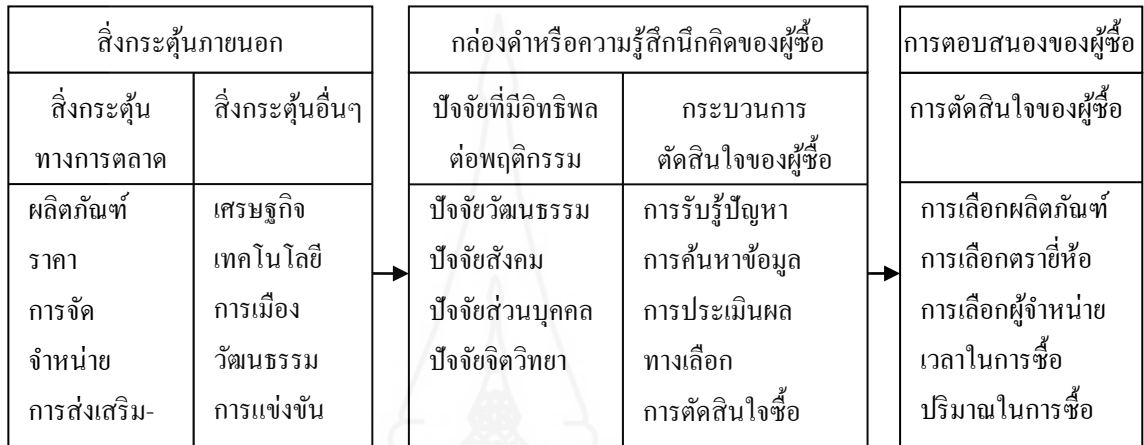 สิ่งกระตุ้นภายนอก
สิ่งกระตุ้น
ทางการตลาด
สิ่งกระตุ้นอื่นๆ
ผลิตภัณฑ์
ราคา
การจัด
จำหน่าย
การส่งเสริม-
เศรษฐกิจ
เทคโนโลยี
การเมือง
วัฒนธรรม
การแข่งขัน
กล่องดำหรือความรู้สึกนึกคิดของผู้ซื้อ
ปัจจัยที่มีอิทธิพล
ต่อพฤติกรรม
กระบวนการ
ตัดสินใจของผู้ซื้อ
ปัจจัยวัฒนธรรม
ปัจจัยสังคม
ปัจจัยส่วนบุคคล
ปัจจัยจิตวิทยา
การรับรู้ปัญหา
การค้นหาข้อมูล
การประเมินผล
ทางเลือก
การตัดสินใจซื้อ
การตอบสนองของผู้ซื้อ
การตัดสินใจของผู้ซื้อ
การเลือกผลิตภัณฑ์
การเลือกตรายี่ห้อ
การเลือกผู้จำหน่าย
เวลาในการซื้อ
ปริมาณในการซื้อ